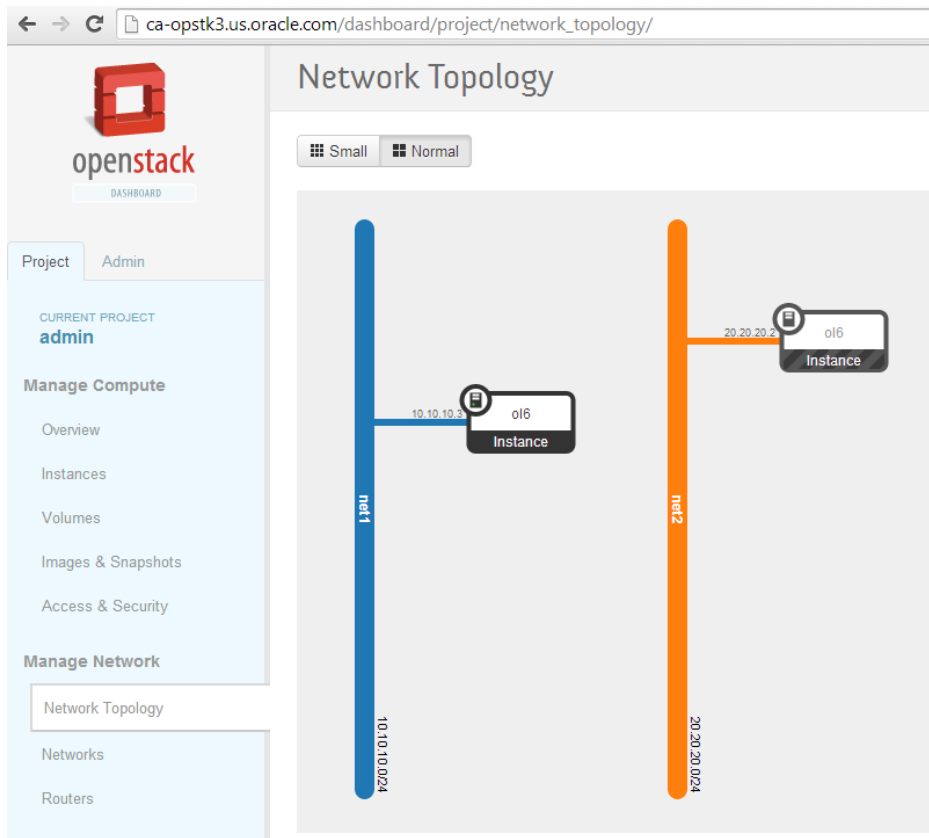 ca-opstk3.us.oracle.com/dashboard/project/network_topology/
openstack
DASHBOARD
Project
Admin
CURRENT PROJECT
admin
Manage Compute
Overview
Instances
Volumes
Images & Snapshots
Access & Security
Manage Network
Network Topology
Networks
Routers
Network Topology
Small
Normal
net1
10.10.10.0/24
10.10.10.3
ol6
Instance
net2
20.20.20.0/24
20.20.20.2
ol6
Instance